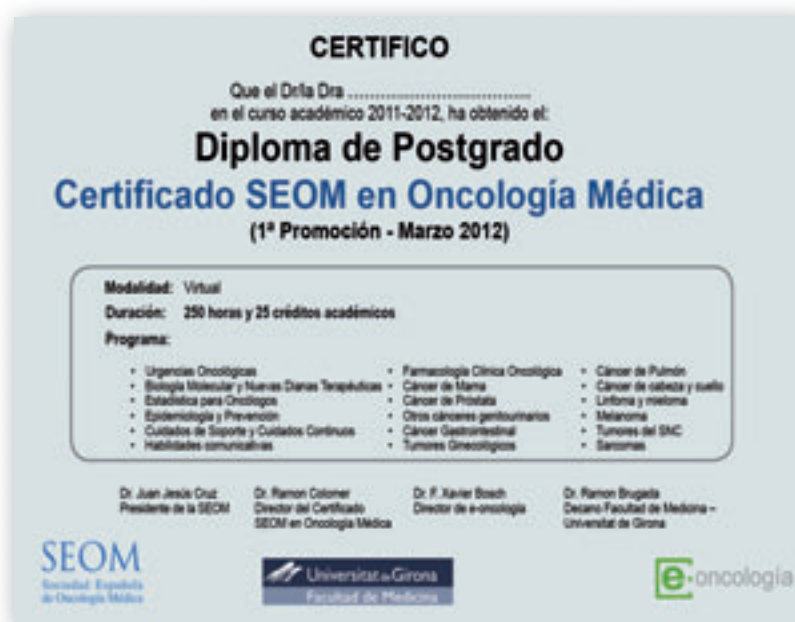 CERTIFICO
Que el Dr/la Dra ........................................
en el curso académico 2011-2012, ha obtenido el:
Diploma de Postgrado
Certificado SEOM en Oncología Médica
(1ª Promoción - Marzo 2012)
Modalidad: Virtual
Duración: 250 horas y 25 créditos académicos
Programa:
• Urgencias Oncológicas
• Biología Molecular y Nuevas Dianas Terapéuticas
• Estadística para Oncólogos
• Epidemiología y Prevención
• Cuidados de Soporte y Cuidados Continuos
• Habilidades comunicativas
• Farmacología Clínica Oncológica
• Cáncer de Mama
• Cáncer de Próstata
• Otros cánceres genitourinarios
• Cáncer Gastrointestinal
• Tumores Ginecológicos
• Cáncer de Pulmón
• Cáncer de cabeza y cuello
• Linfoma y mieloma
• Melanoma
• Tumores del SNC
• Sarcomas
Dr. Juan Jesús Cruz
Presidente de la SEOM
Dr. Ramon Colomer
Director del Certificado
SEOM en Oncología Médica
Dr. F. Xavier Bosch
Director de e-oncología
Dr. Ramon Brugada
Decano Facultad de Medicina –
Universitat de Girona
SEOM
Sociedad Española
de Oncología Médica
Universitat de Girona
Facultad de Medicina
e-oncología